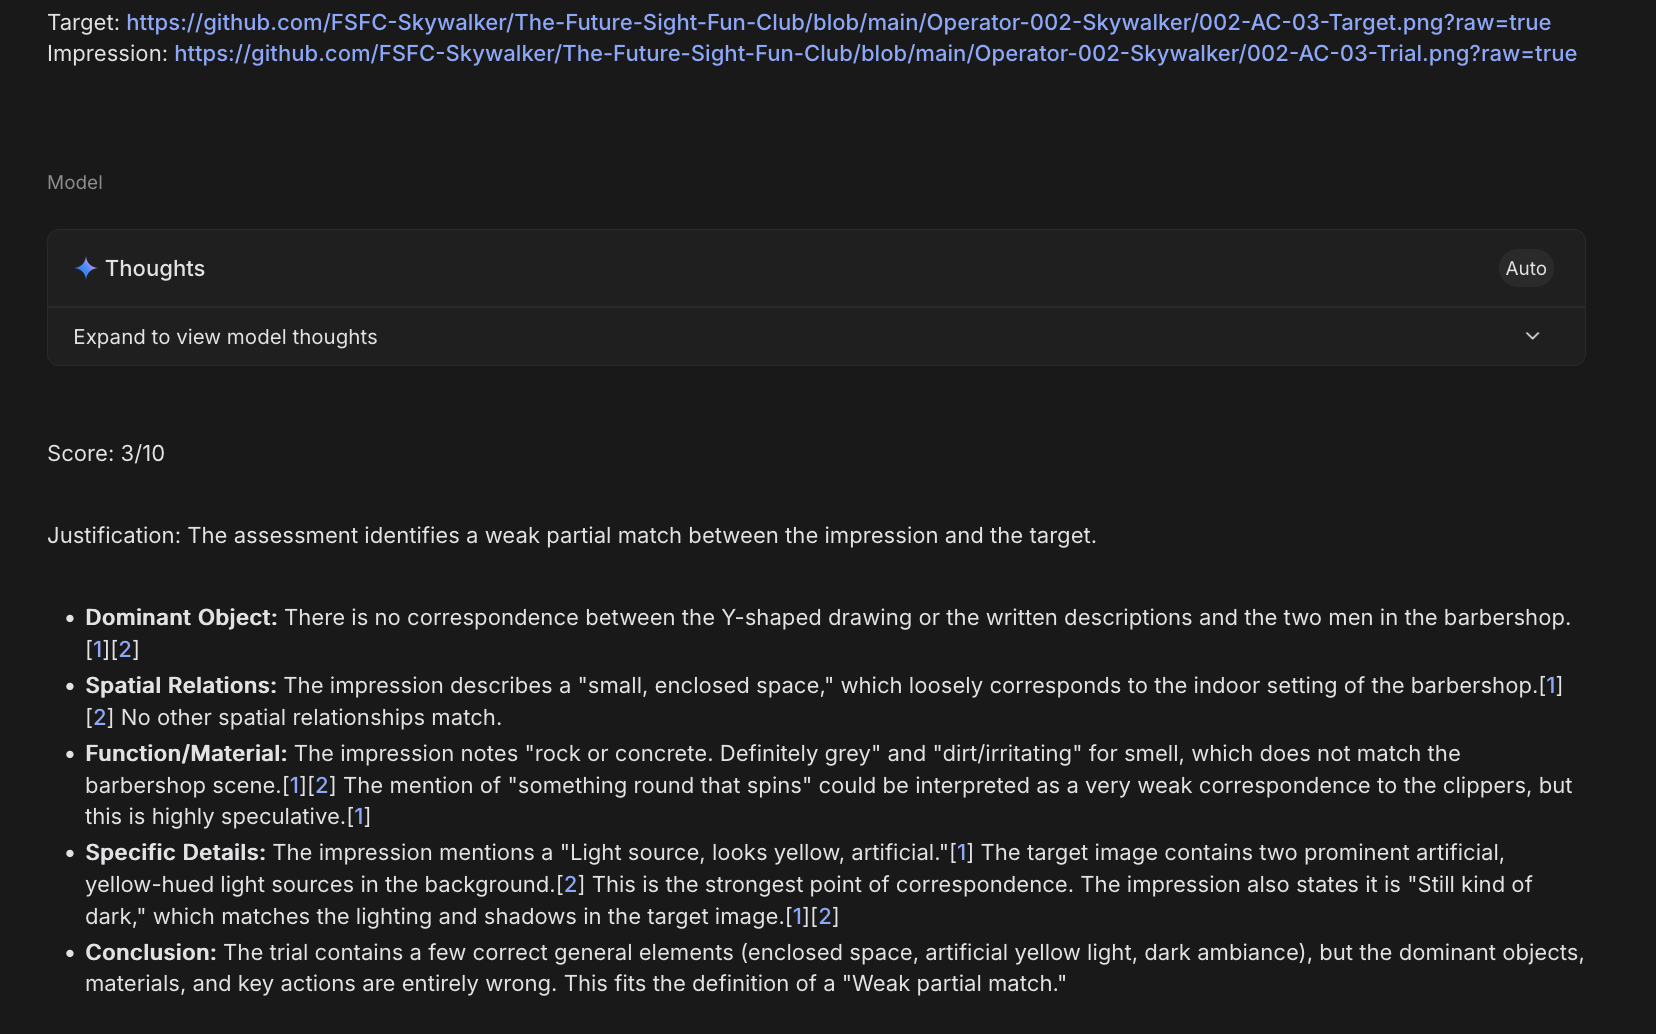 Target: https://github.com/FSFC-Skywalker/The-Future-Sight-Fun-Club/blob/main/Operator-002-Skywalker/002-AC-03-Target.png?raw=true
Impression: https://github.com/FSFC-Skywalker/The-Future-Sight-Fun-Club/blob/main/Operator-002-Skywalker/002-AC-03-Trial.png?raw=true
Model
Thoughts
Auto
Expand to view model thoughts
Score: 3/10
Justification: The assessment identifies a weak partial match between the impression and the target.
• Dominant Object: There is no correspondence between the Y-shaped drawing or the written descriptions and the two men in the barbershop.
[1][2]
• Spatial Relations: The impression describes a "small, enclosed space," which loosely corresponds to the indoor setting of the barbershop.[1]
[2] No other spatial relationships match.
• Function/Material: The impression notes "rock or concrete. Definitely grey" and "dirt/irritating" for smell, which does not match the
barbershop scene.[1][2] The mention of "something round that spins" could be interpreted as a very weak correspondence to the clippers, but
this is highly speculative.[1]
• Specific Details: The impression mentions a "Light source, looks yellow, artificial."[1] The target image contains two prominent artificial,
yellow-hued light sources in the background.[2] This is the strongest point of correspondence. The impression also states it is "Still kind of
dark," which matches the lighting and shadows in the target image.[1][2]
• Conclusion: The trial contains a few correct general elements (enclosed space, artificial yellow light, dark ambiance), but the dominant objects,
materials, and key actions are entirely wrong. This fits the definition of a "Weak partial match."